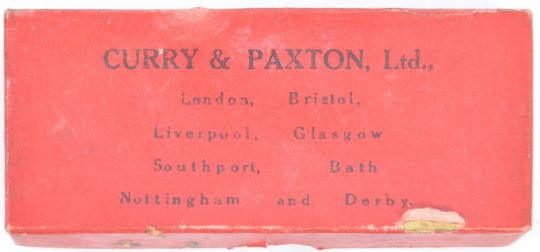 CURRY & PAXTON, Ltd.,
London, Bristol,
Liverpool, Glasgow
Southport, Bath
Nottingham and Derby.